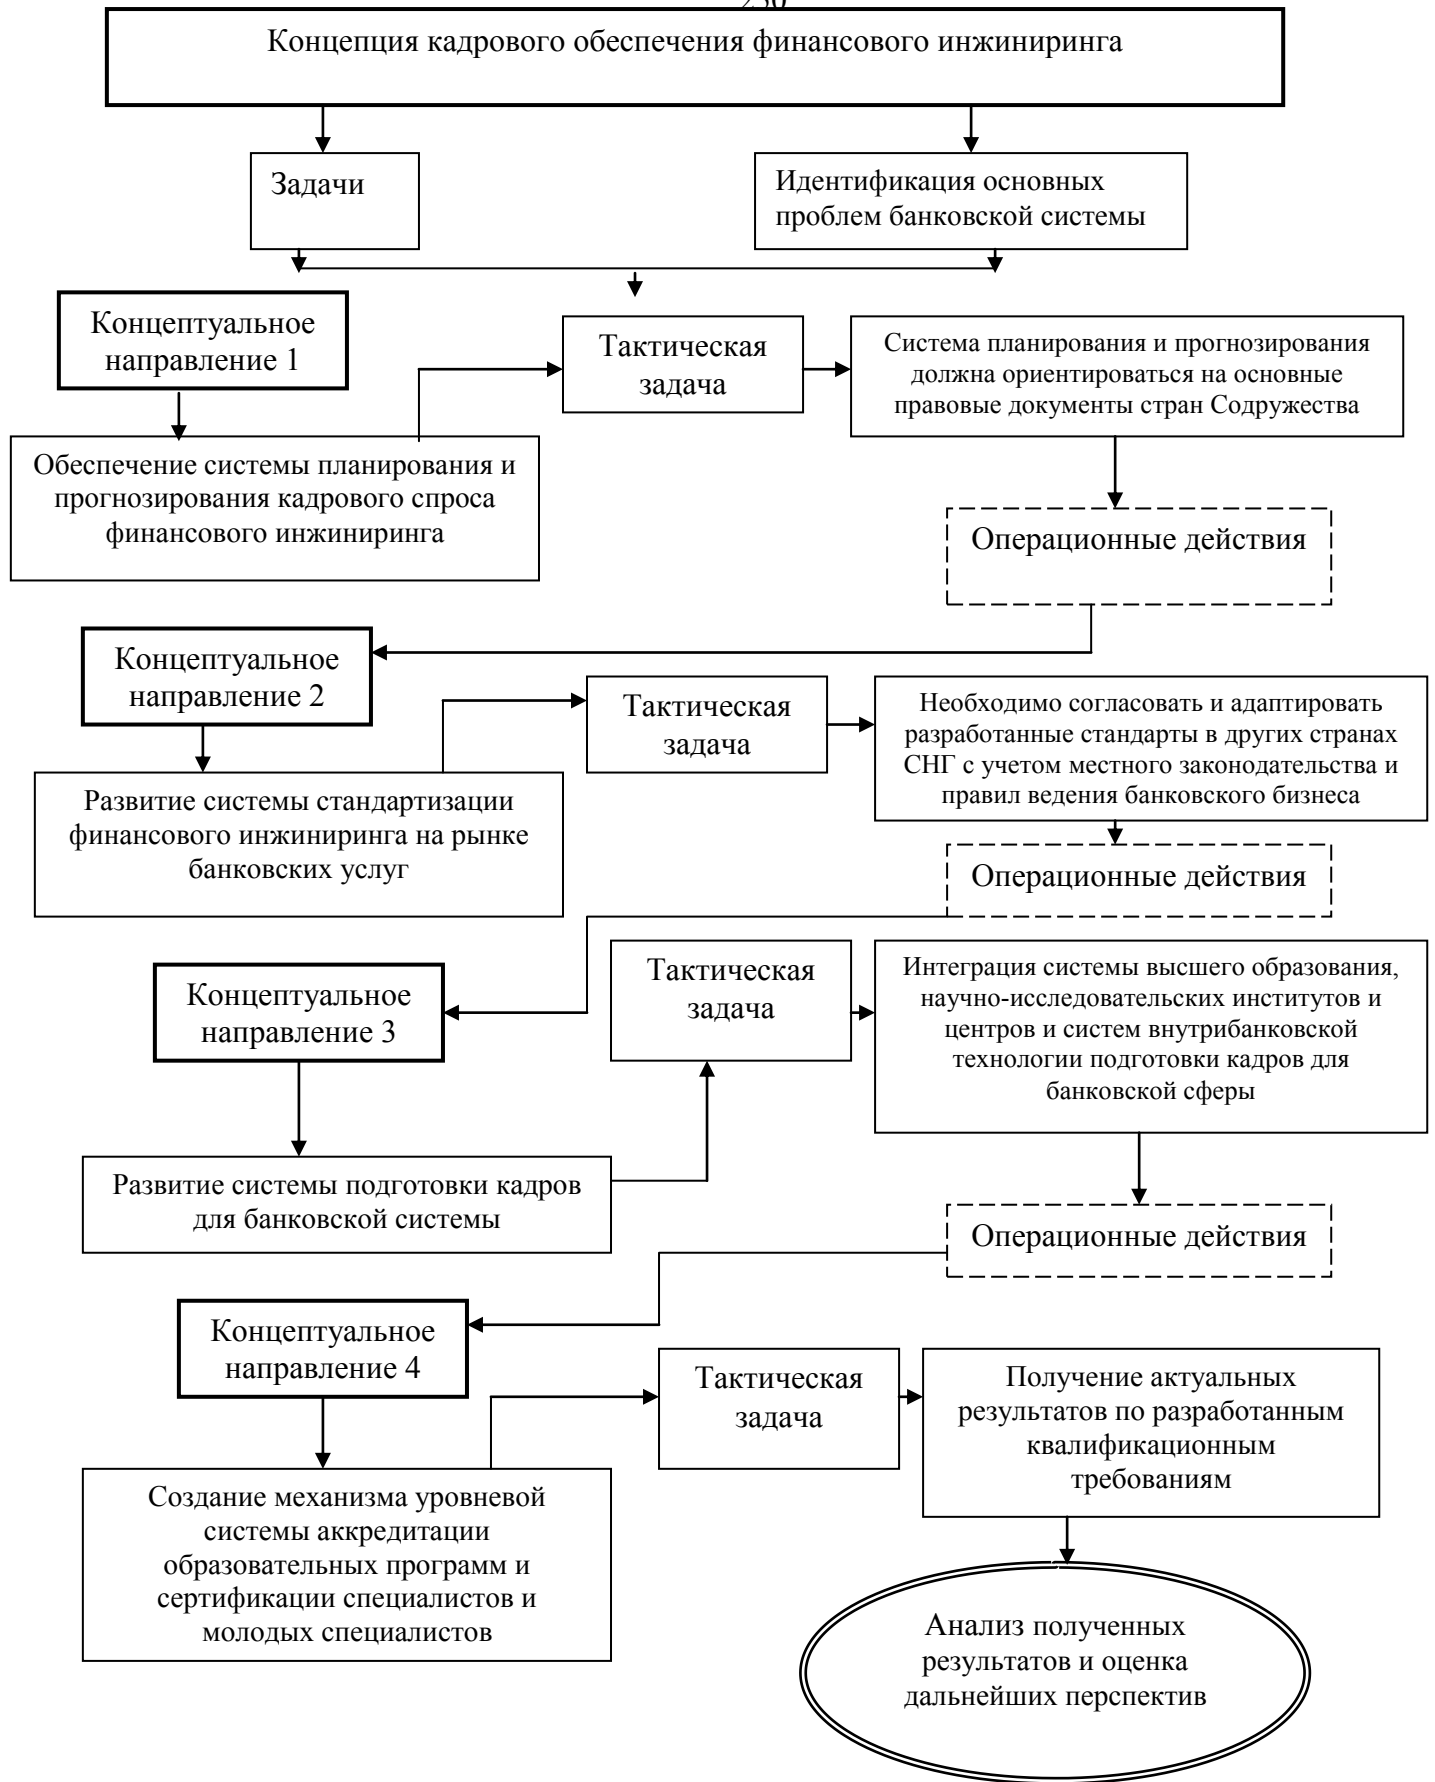 Концепция кадрового обеспечения финансового инжиниринга
Задачи
Идентификация основных
проблем банковской системы
Концептуальное
направление 1
Тактическая
задача
Система планирования и прогнозирования
должна ориентироваться на основные
правовые документы стран Содружества
Обеспечение системы планирования и
прогнозирования кадрового спроса
финансового инжиниринга
Операционные действия
Концептуальное
направление 2
Тактическая
задача
Необходимо согласовать и адаптировать
разработанные стандарты в других странах
СНГ с учетом местного законодательства и
правил ведения банковского бизнеса
Развитие системы стандартизации
финансового инжиниринга на рынке
банковских услуг
Операционные действия
Концептуальное
направление 3
Тактическая
задача
Интеграция системы высшего образования,
научно-исследовательских институтов и
центров и систем внутрибанковской
технологии подготовки кадров для
банковской сферы
Развитие системы подготовки кадров
для банковской системы
Операционные действия
Концептуальное
направление 4
Тактическая
задача
Получение актуальных
результатов по разработанным
квалификационным
требованиям
Создание механизма уровневой
системы аккредитации
образовательных программ и
сертификации специалистов и
молодых специалистов
Анализ полученных
результатов и оценка
дальнейших перспектив